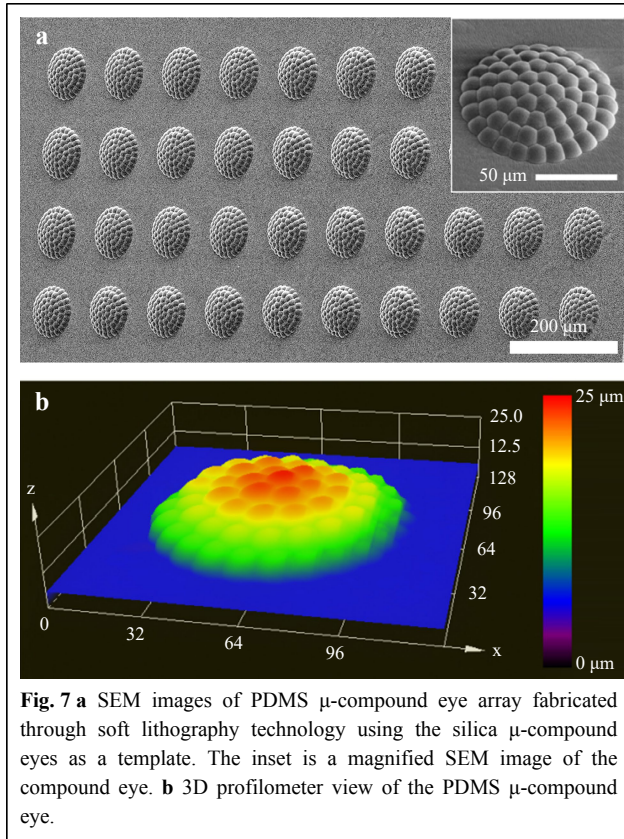 a
50 μm
200 μm
b
25 μm
25.0
12.5
128
96
64
32
z
0
32
64
96
x
0 μm
Fig. 7 a SEM images of PDMS μ-compound eye array fabricated
through soft lithography technology using the silica μ-compound
eyes as a template. The inset is a magnified SEM image of the
compound eye. b 3D profilometer view of the PDMS μ-compound
eye.